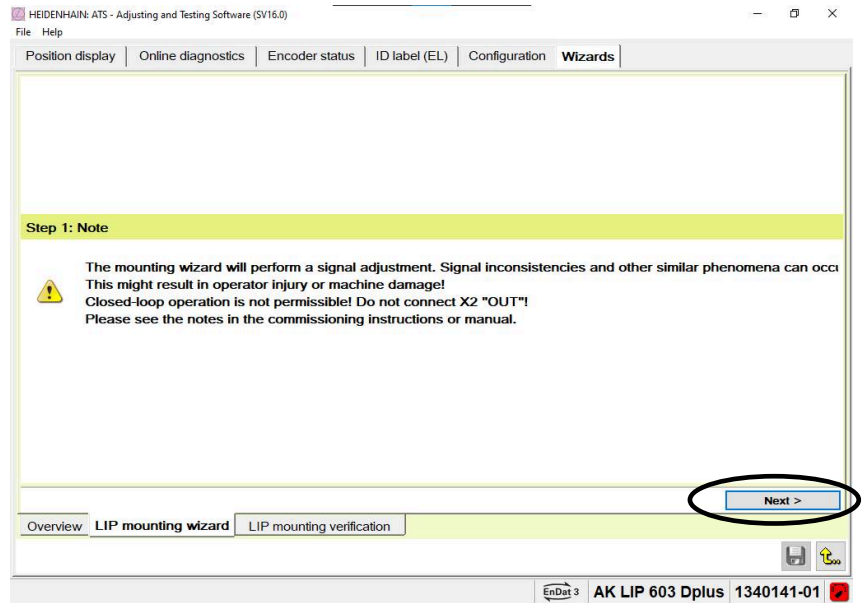 HEIDENHAIN: ATS - Adjusting and Testing Software (SV16.0)
File Help
Position display Online diagnostics Encoder status ID label (EL) Configuration Wizards
Step 1: Note
The mounting wizard will perform a signal adjustment. Signal inconsistencies and other similar phenomena can occu
This might result in operator injury or machine damage!
Closed-loop operation is not permissible! Do not connect X2 "OUT"!
Please see the notes in the commissioning instructions or manual.
Next >
Overview LIP mounting wizard LIP mounting verification
EnDat 3 AK LIP 603 Dplus 1340141-01